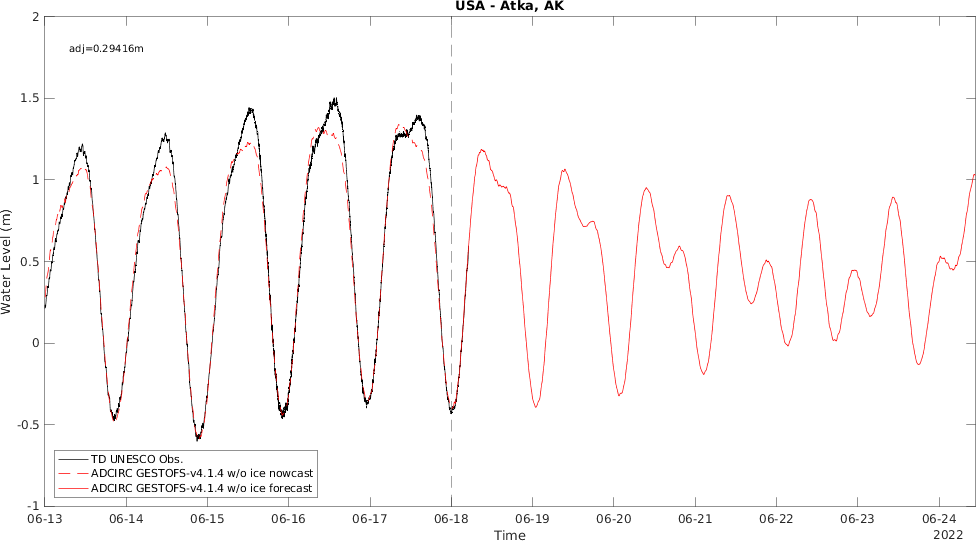 USA - Atka, AK
adj=0.29416m
Water Level (m)
2
1.5
1
0.5
0
-0.5
-1
TD UNESCO Obs.
ADCIRC GESTOFS-v4.1.4 w/o ice nowcast
ADCIRC GESTOFS-v4.1.4 w/o ice forecast
06-13 06-14 06-15 06-16 06-17 06-18 06-19 06-20 06-21 06-22 06-23 06-24
Time
2022